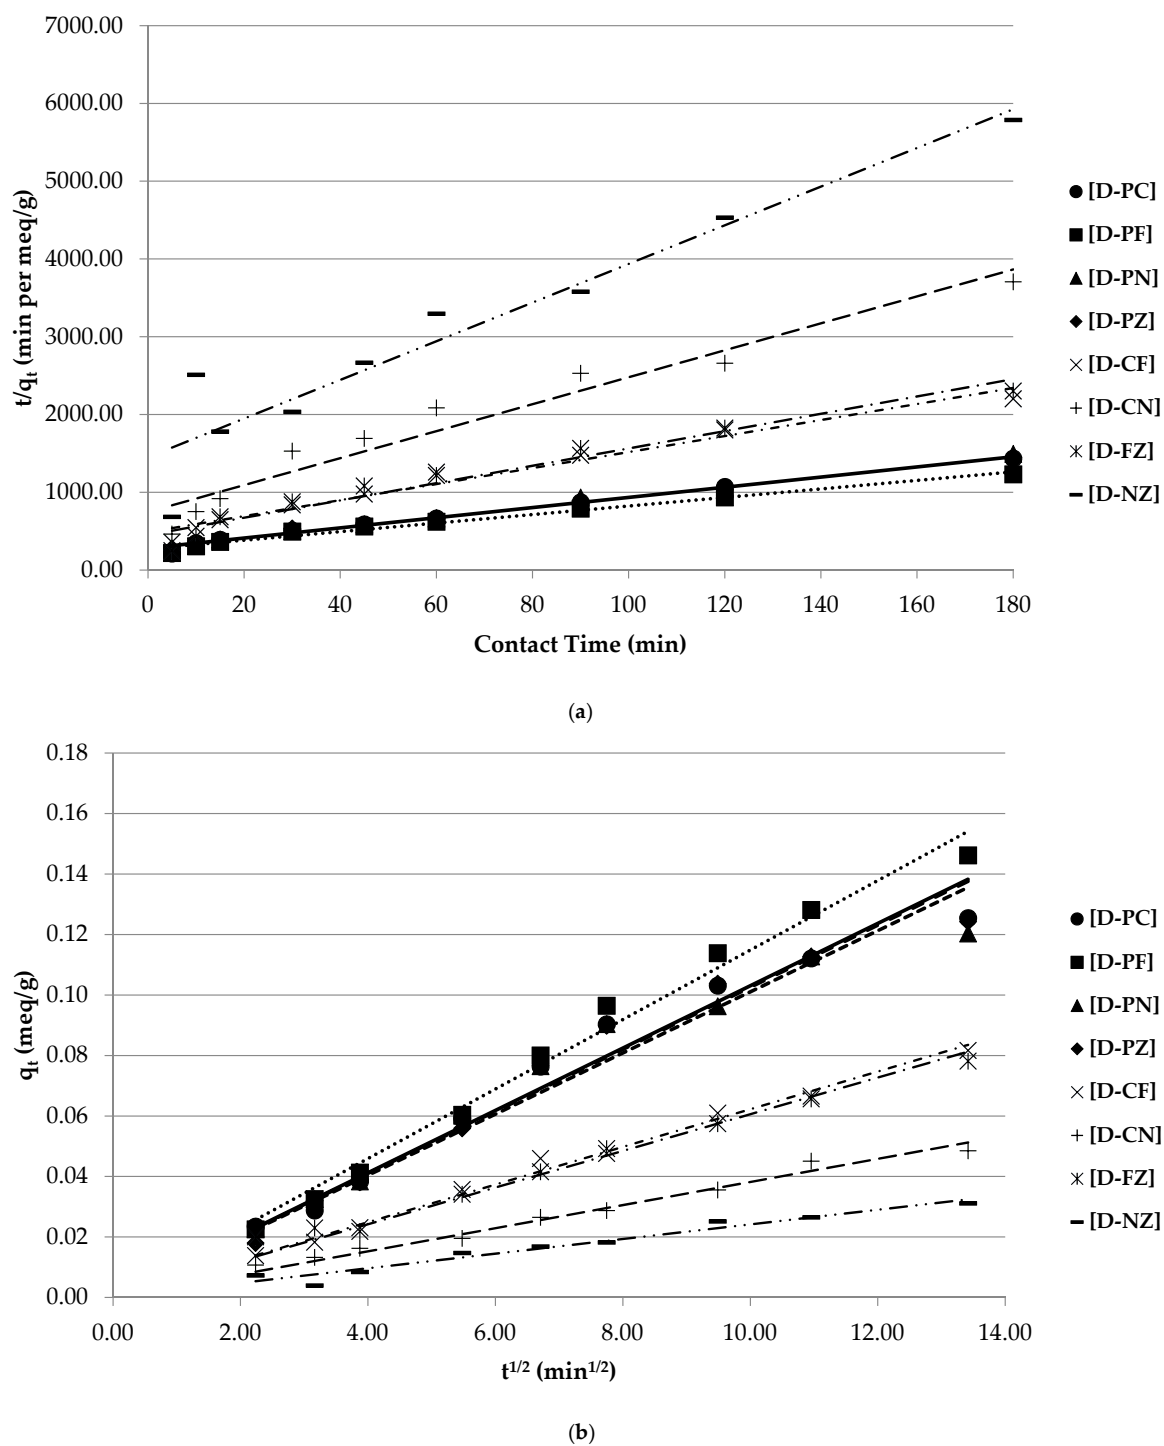 7000.00
6000.00
5000.00
4000.00
3000.00
2000.00
1000.00
0.00
t/qt (min per meq/g)
0 20 40 60 80 100 120 140 160 180
Contact Time (min)
[D-PC]
[D-PF]
[D-PN]
[D-PZ]
[D-CF]
[D-CN]
[D-FZ]
[D-NZ]
(a)
0.18
0.16
0.14
0.12
0.10
0.08
0.06
0.04
0.02
0.00
qt (meq/g)
0.00 2.00 4.00 6.00 8.00 10.00 12.00 14.00
t1/2 (min1/2)
[D-PC]
[D-PF]
[D-PN]
[D-PZ]
[D-CF]
[D-CN]
[D-FZ]
[D-NZ]
(b)